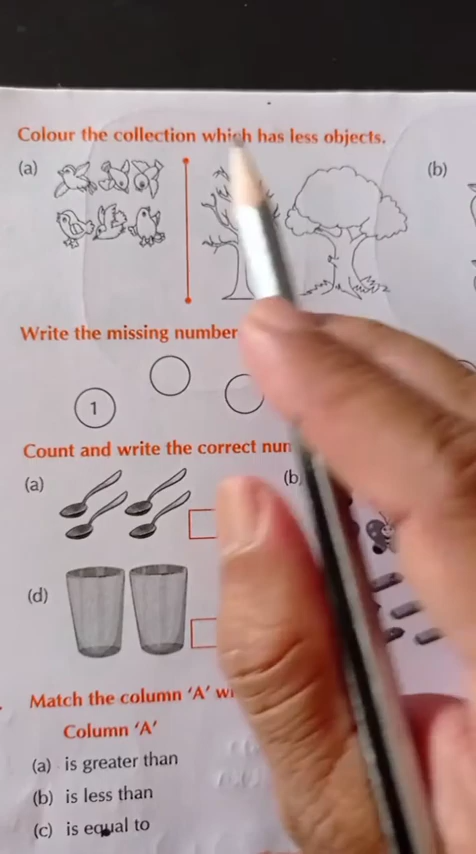 Colour the collection which has less objects.
(a) (b)
Write the missing number
1
Count and write the correct
(a) (b)
(d)
Match the column 'A'
Column 'A'
(a) is greater than
(b) is less than
(c) is equal to